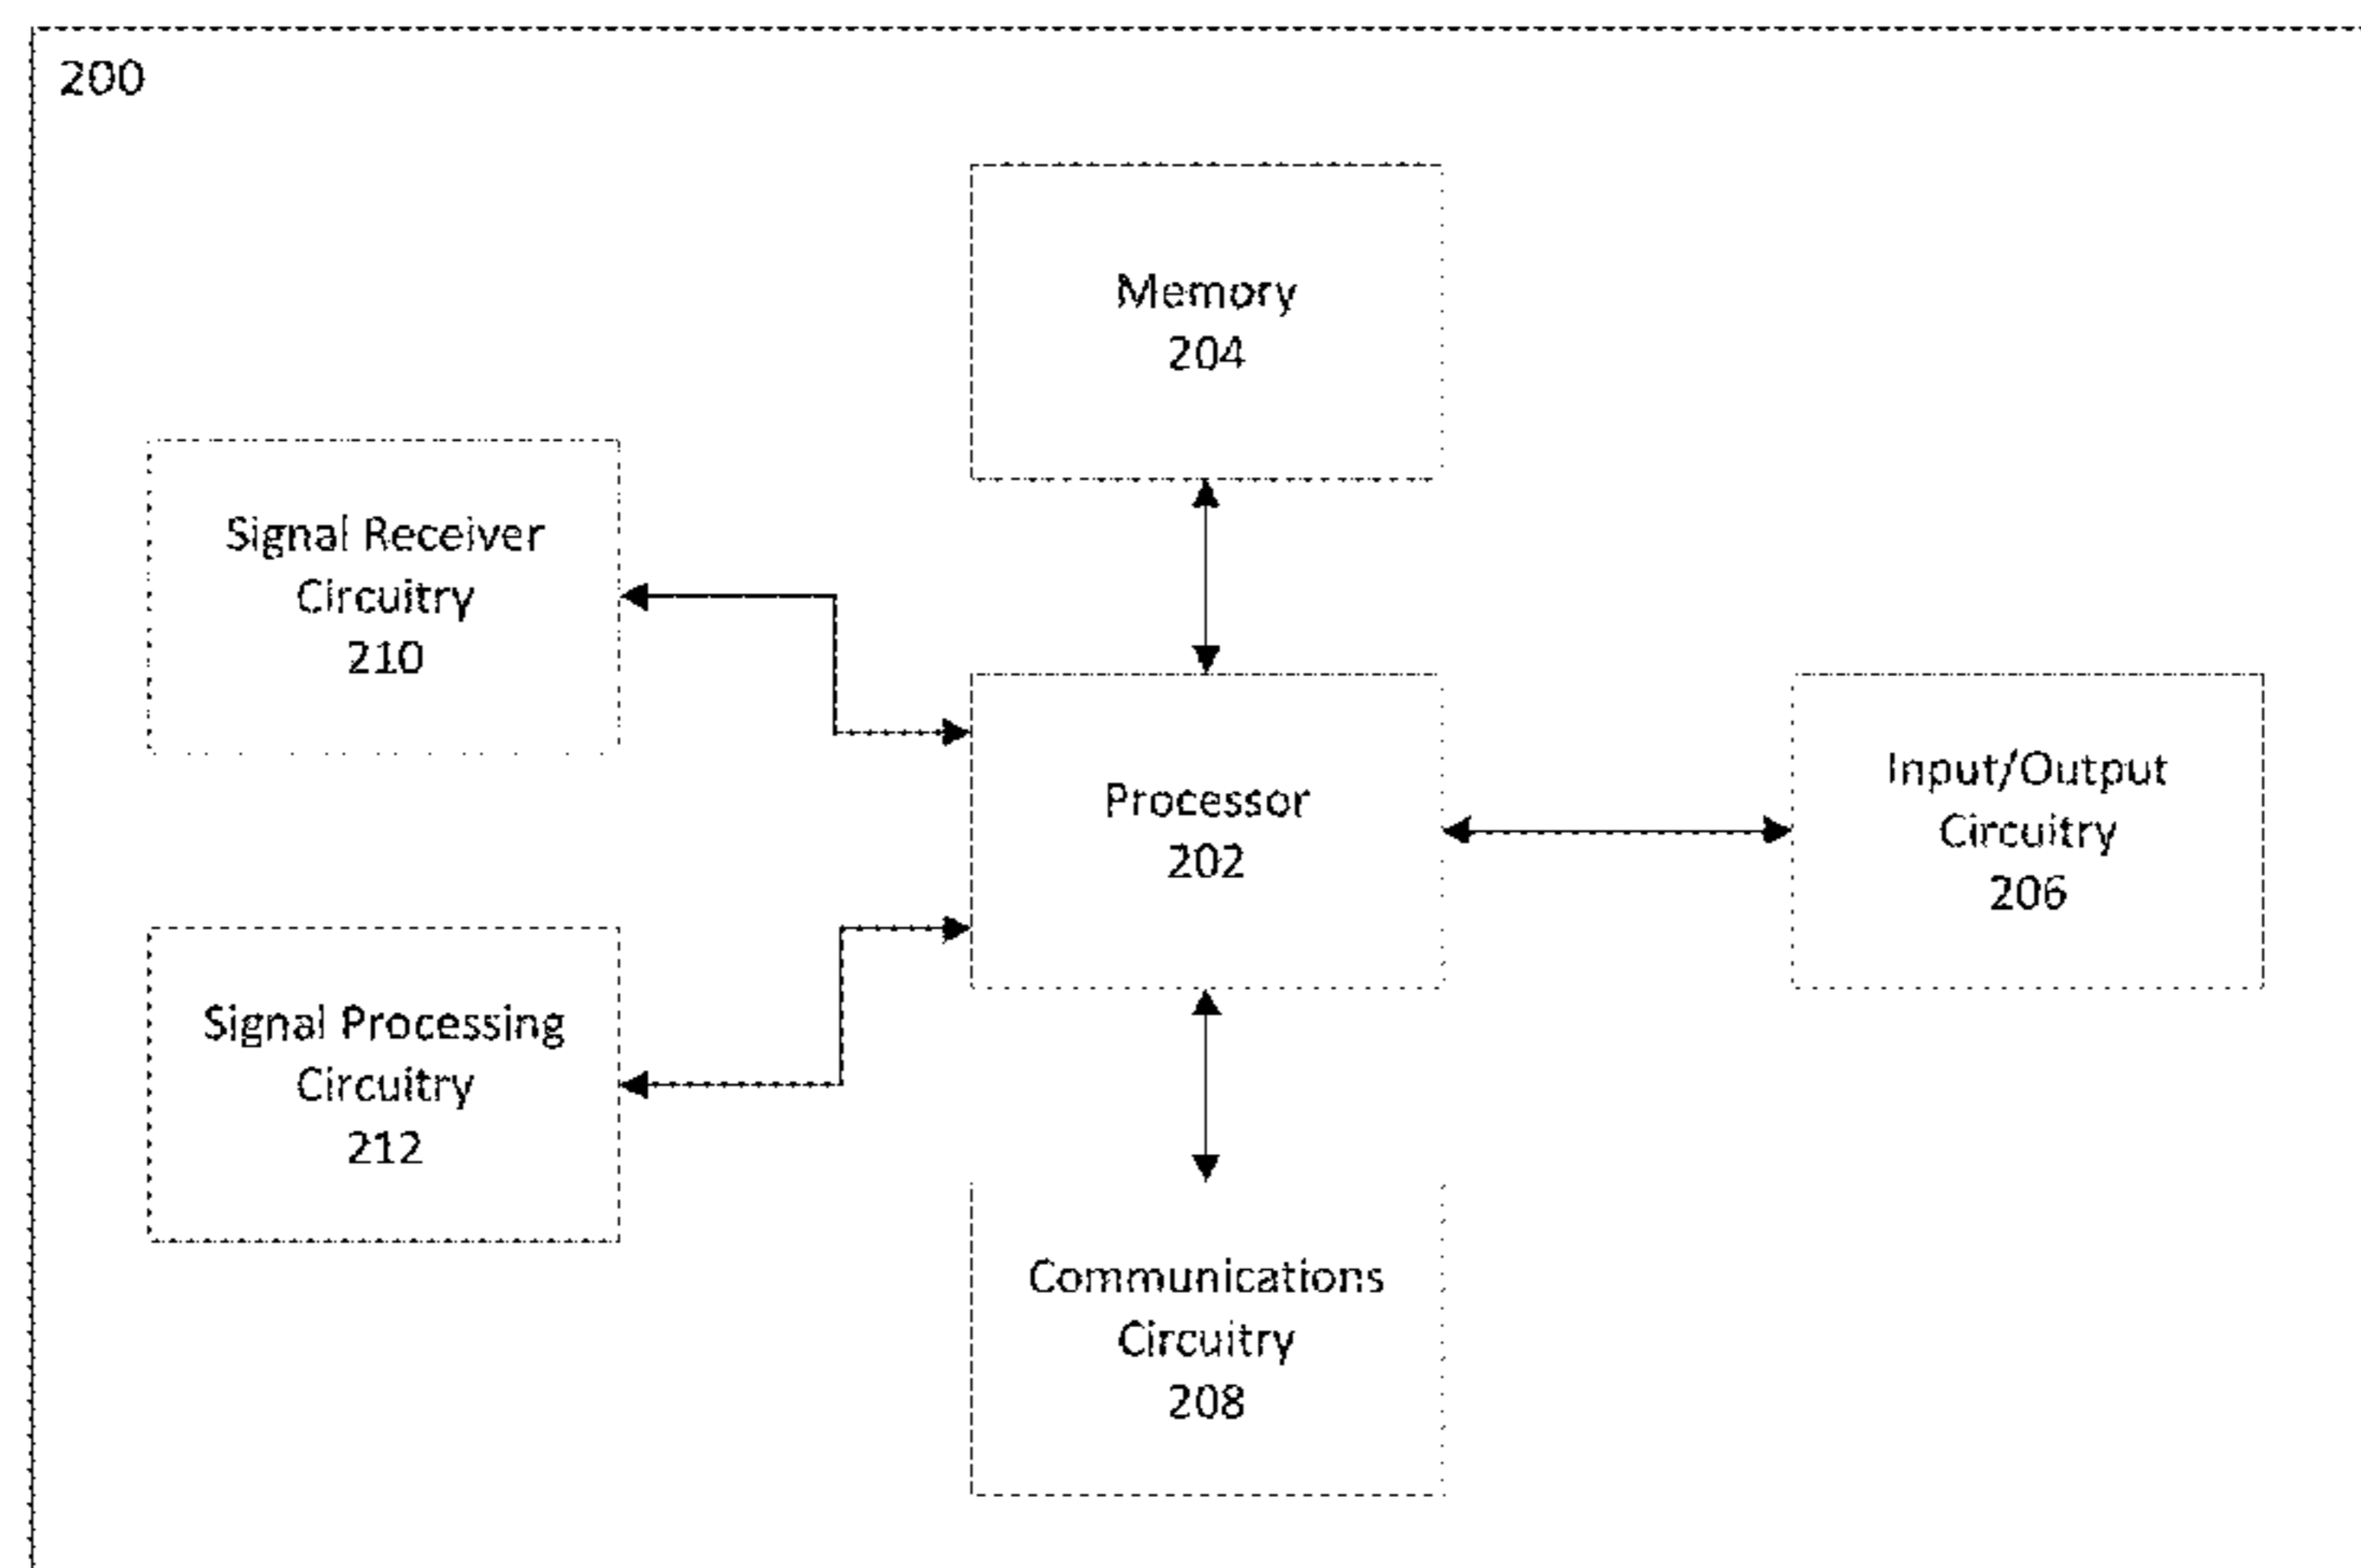 200
Memory
204
Signal Receiver
Circuitry
210
Processor
202
Input/Output
Circuitry
206
Signal Processing
Circuitry
212
Communications
Circuitry
208